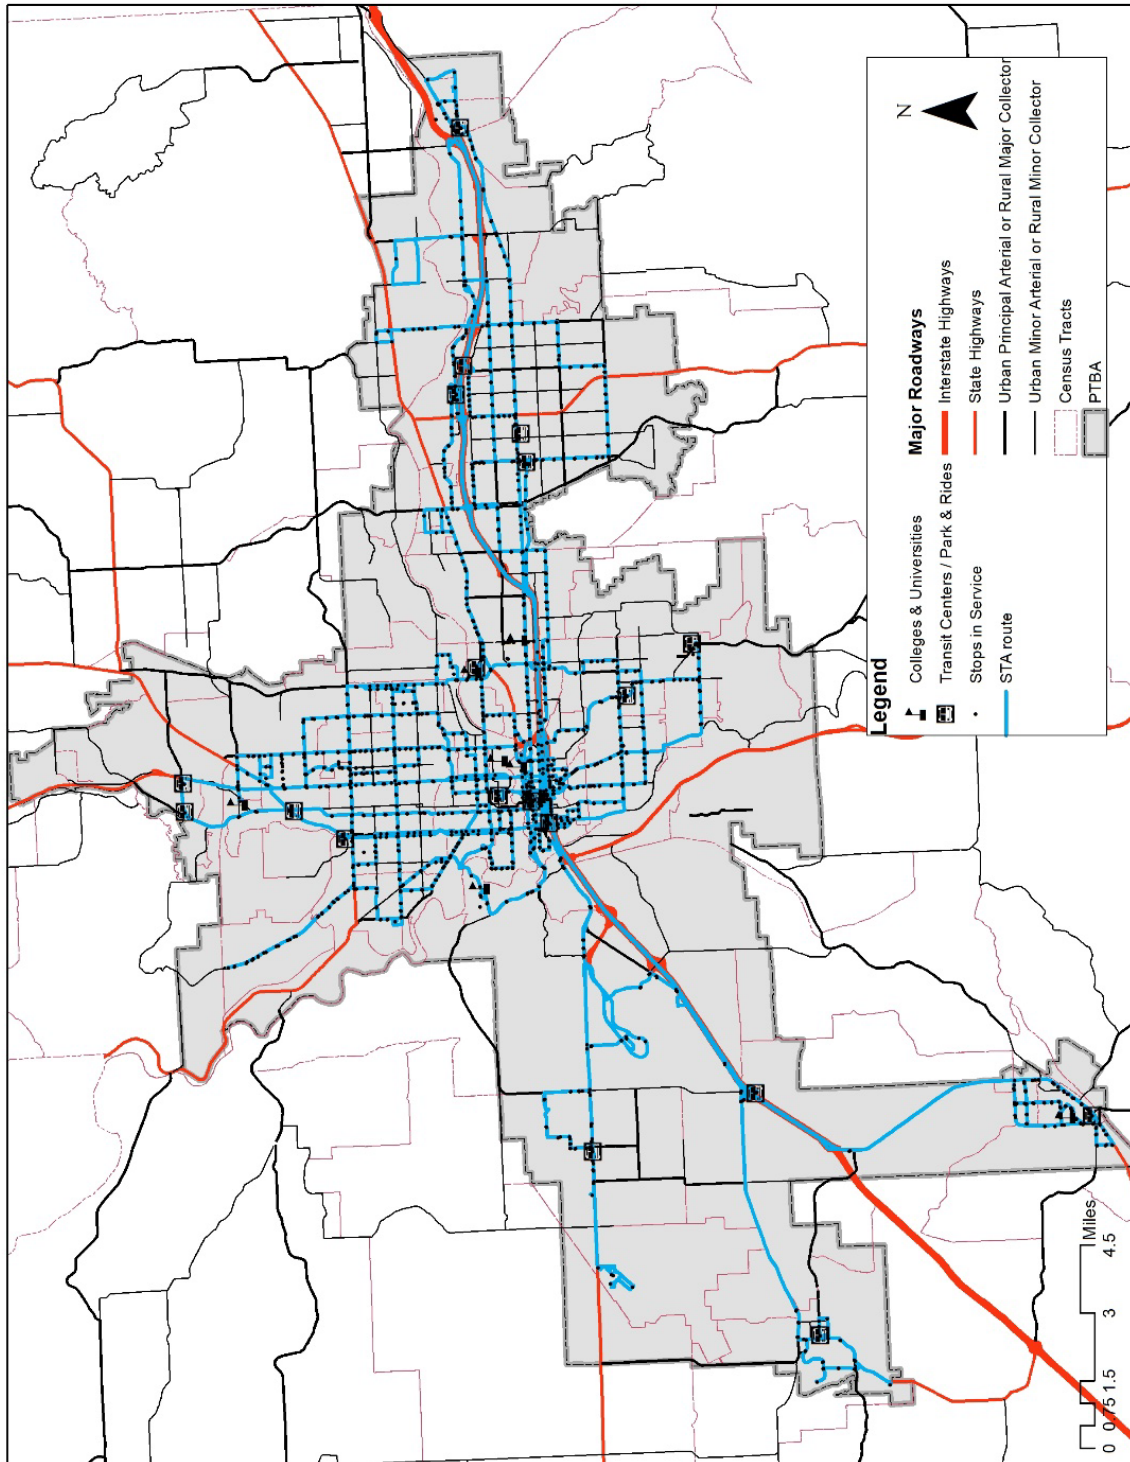 Legend
Colleges & Universities
Transit Centers / Park & Rides
Stops in Service
STA route
Major Roadways
Interstate Highways
State Highways
Urban Principal Arterial or Rural Major Collector
Urban Minor Arterial or Rural Minor Collector
Census Tracts
PTBA
N
0 0.75 1.5 3 4.5
Miles